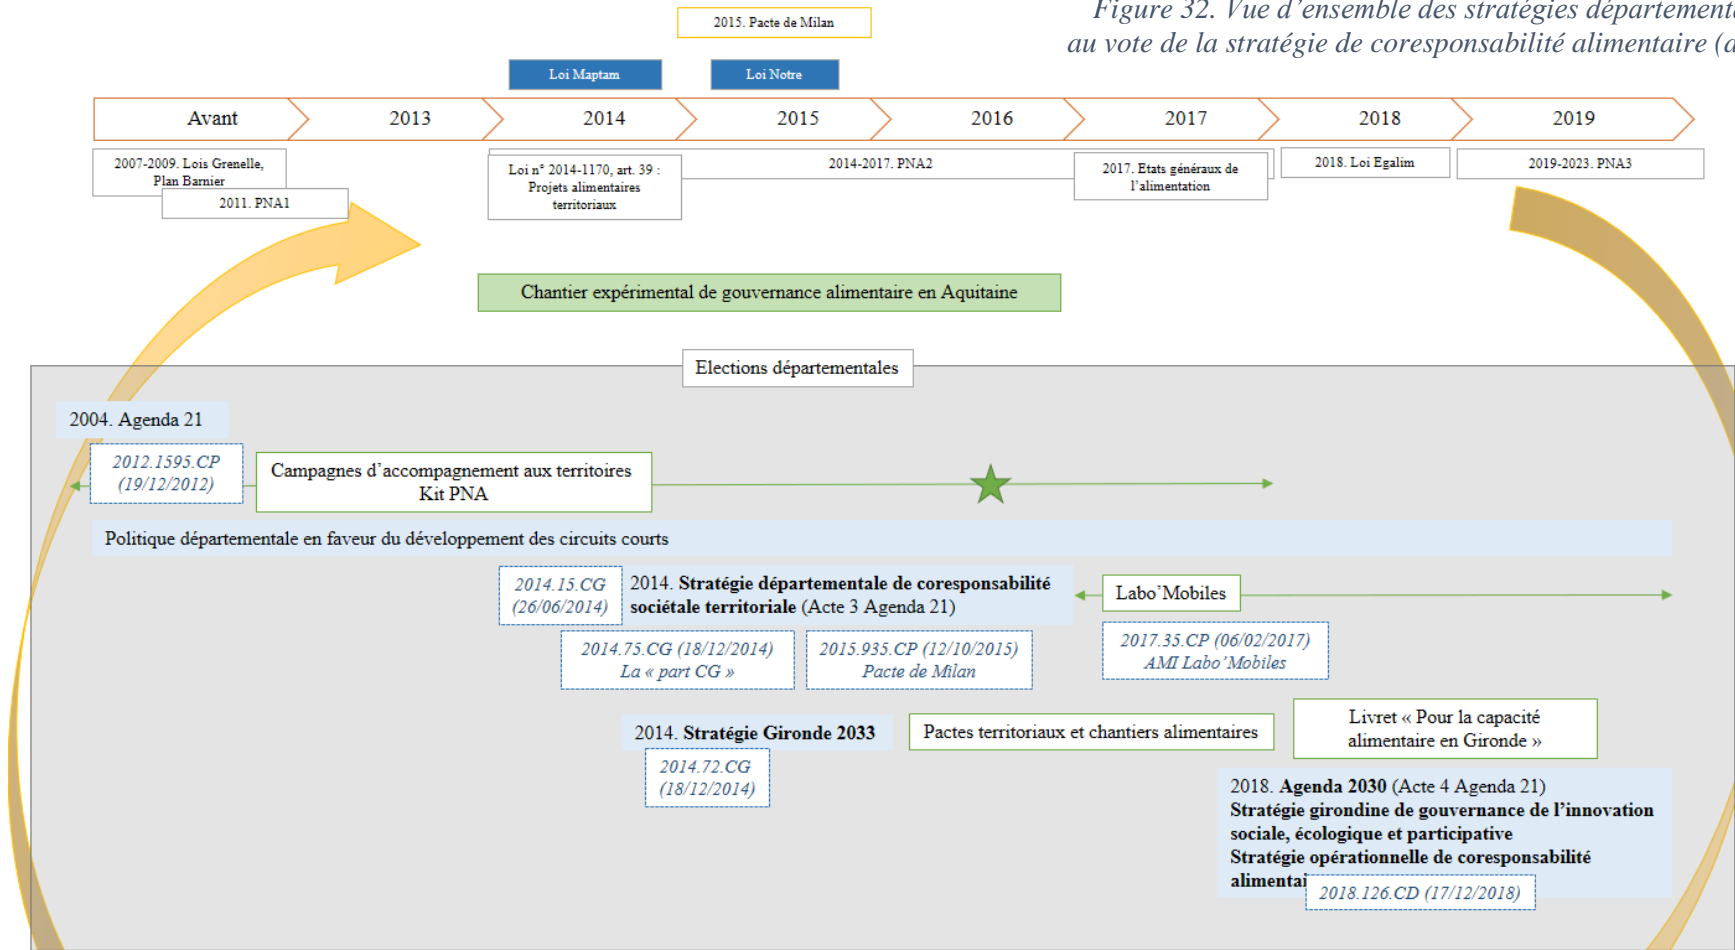 Figure 32. Vue d'ensemble des stratégies
au vote de la stratégie de coresponsabilité alimentaire
2015. Pacte de Milan
Loi Maptam
Loi Notre
Avant
2013
2014
2015
2016
2017
2018
2019
2007-2009. Lois Grenelle,
Plan Barnier
2011. PNA1
Loi n° 2014-1170, art. 39 :
Projets alimentaires
territoriaux
2014-2017. PNA2
2017. Etats généraux de
l'alimentation
2018. Loi Egalim
2019-2023. PNA3
Chantier expérimental de gouvernance alimentaire en Aquitaine
Elections départementales
2004. Agenda 21
2012.1595.CP
(19/12/2012)
Campagnes d'accompagnement aux territoires
Kit PNA
Politique départementale en faveur du développement des circuits courts
2014.15.CG
(26/06/2014)
2014. Stratégie départementale de coresponsabilité
sociétale territoriale (Acte 3 Agenda 21)
Labo'Mobiles
2014.75.CG (18/12/2014)
La « part CG »
2015.935.CP (12/10/2015)
Pacte de Milan
2017.35.CP (06/02/2017)
AMI Labo'Mobiles
2014. Stratégie Gironde 2033
2014.72.CG
(18/12/2014)
Pactes territoriaux et chantiers alimentaires
Livret « Pour la capacité
alimentaire en Gironde »
2018. Agenda 2030 (Acte 4 Agenda 21)
Stratégie girondine de gouvernance de l'innovation
sociale, écologique et participative
Stratégie opérationnelle de coresponsabilité
2018.126.CD (17/12/2018)